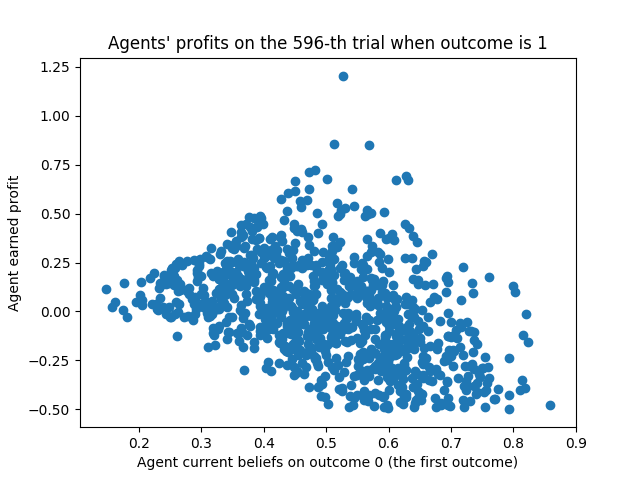 Agents' profits on the 596-th trial when outcome is 1
Agent earned profit
1.25
1.00
0.75
0.50
0.25
0.00
−0.25
−0.50
0.2 0.3 0.4 0.5 0.6 0.7 0.8 0.9
Agent current beliefs on outcome 0 (the first outcome)